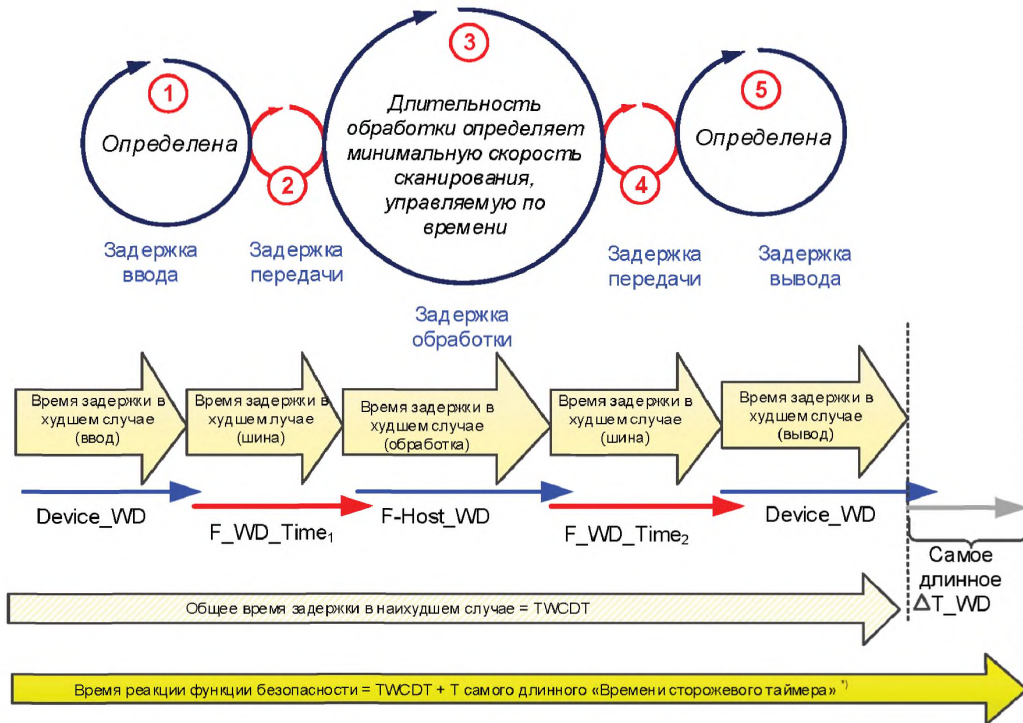 1
Определена
2
3
Длительность
обработки определяет
минимальную скорость
сканирования,
управляемую по
времени
4
5
Определена
Задержка
ввода
Задержка
передачи
Задержка
обработки
Задержка
передачи
Задержка
вывода
Время задержки в
худшем случае
(ввод)
Время задержки в
худшем лучае
(шина)
Время задержки в
худшем случае
(обработка)
Время задержки в
худшем случае
(шина)
Время задержки в
худшем случае
(вывод)
Device_WD
F_WD_Time₁
F-Host_WD
F_WD_Time₂
Device_WD
Самое
длинное
ΔT_WD
Общее время задержки в наихудшем случае = TWCDT
Время реакции функции безопасности = TWCDT + T самого длинного «Времени сторожевого таймера» *)